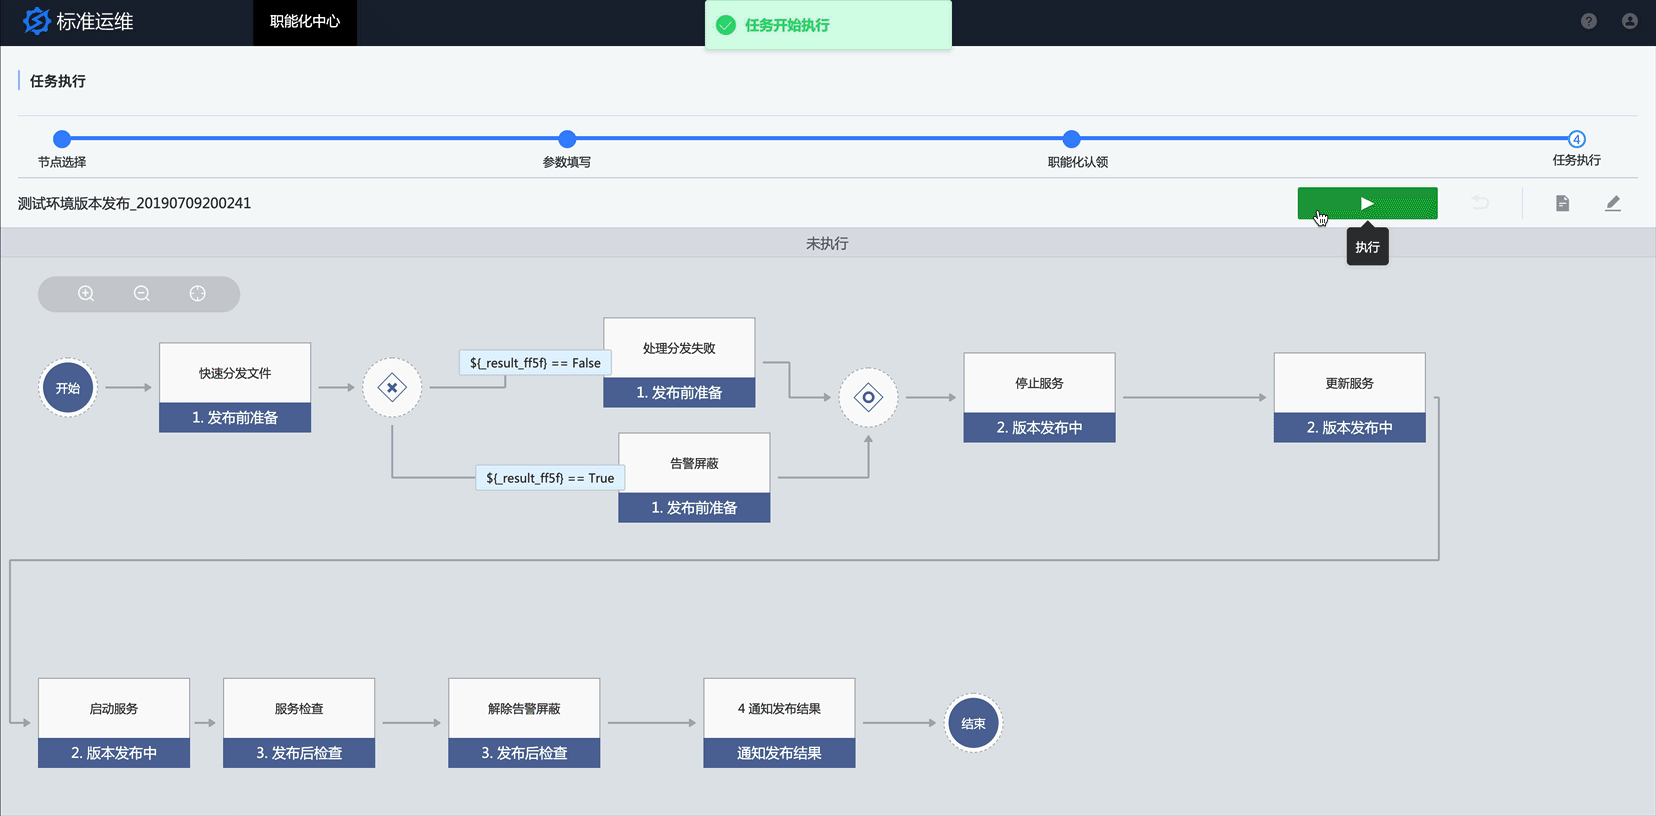 标准运维
职能化中心
任务开始执行
?
任务执行
4
节点选择
参数填写
职能化认领
任务执行
测试环境版本发布_20190709200241
执行
未执行
开始
快速分发文件
1. 发布前准备
${_result_ff5f} == False
处理分发失败
1. 发布前准备
${_result_ff5f} == True
告警屏蔽
1. 发布前准备
停止服务
2. 版本发布中
更新服务
2. 版本发布中
启动服务
2. 版本发布中
服务检查
3. 发布后检查
解除告警屏蔽
3. 发布后检查
4 通知发布结果
通知发布结果
结束